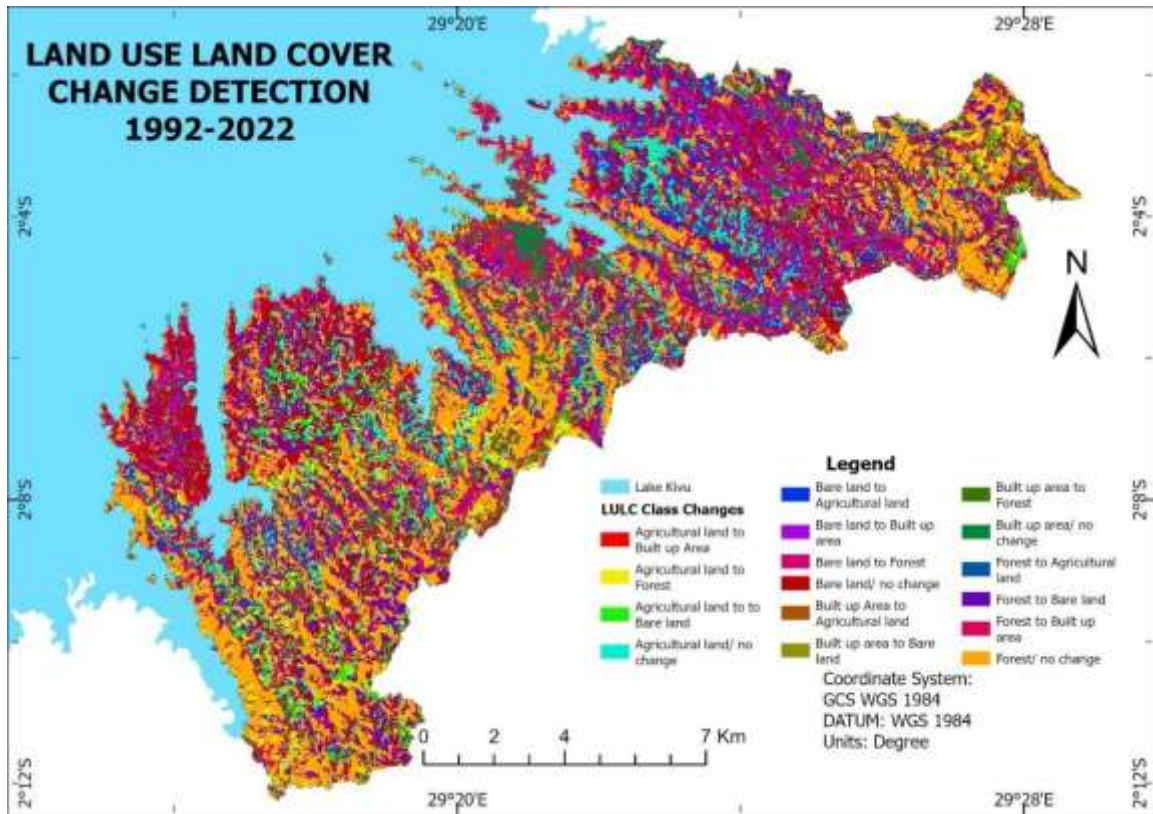 29°20'E
29°28'E
LAND USE LAND COVER
CHANGE DETECTION
1992-2022
2°4'S
2°4'S
N
2°8'S
2°8'S
Legend
Lake Kivu
LULC Class Changes
Agricultural land to
Built up Area
Agricultural land to
Forest
Agricultural land to to
Bare land
Agricultural land/ no
change
Bare land to
Agricultural land
Bare land to Built up
area
Bare land to Forest
Bare land/ no change
Built up Area to
Agricultural land
Built up area to Bare
land
Built up area to
Forest
Built up area/ no
change
Forest to Agricultural
land
Forest to Bare land
Forest to Built up
area
Forest/ no change
Coordinate System:
GCS WGS 1984
DATUM: WGS 1984
Units: Degree
0 2 4 7 Km
2°12'S
2°12'S
29°20'E
29°28'E